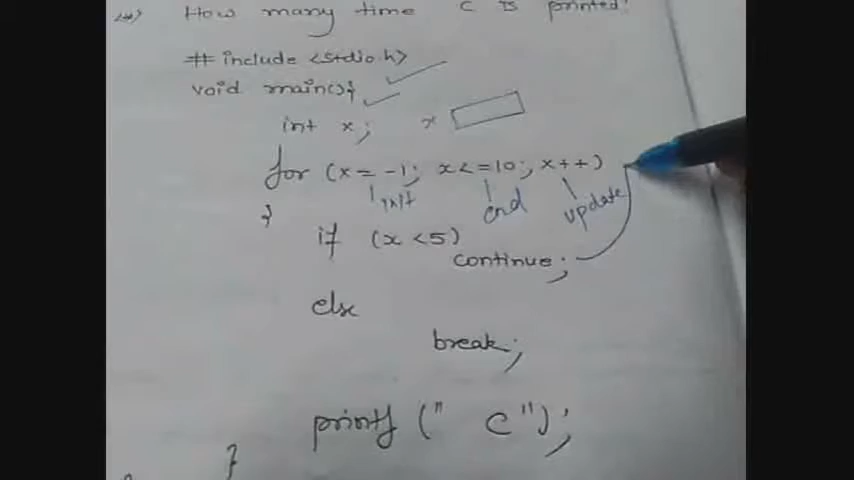 How many time C is printed?
# include <stdio.h>
void main(){
int x; x
for (x = -1; x <= 10; x++)
init end update
}
if (x < 5)
continue;
else
break;
printf (" C");
}